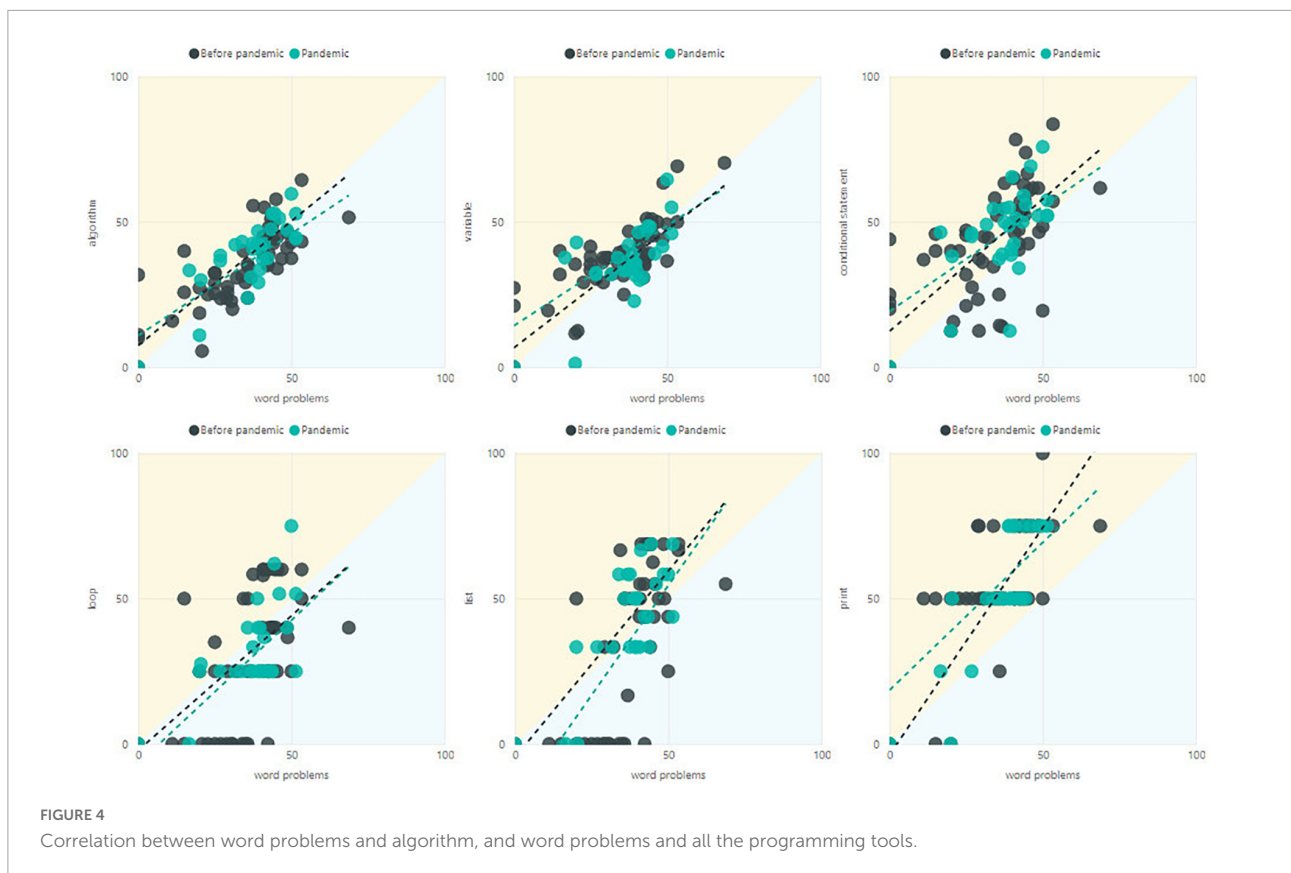 Before pandemic Pandemic
100
50
0
algorithm
0 50 100
word problems
Before pandemic Pandemic
100
50
0
variable
0 50 100
word problems
Before pandemic Pandemic
100
50
0
conditional statement
0 50 100
word problems
Before pandemic Pandemic
100
50
0
loop
0 50 100
word problems
Before pandemic Pandemic
100
50
0
list
0 50 100
word problems
Before pandemic Pandemic
100
50
0
print
0 50 100
word problems
FIGURE 4
Correlation between word problems and algorithm, and word problems and all the programming tools.